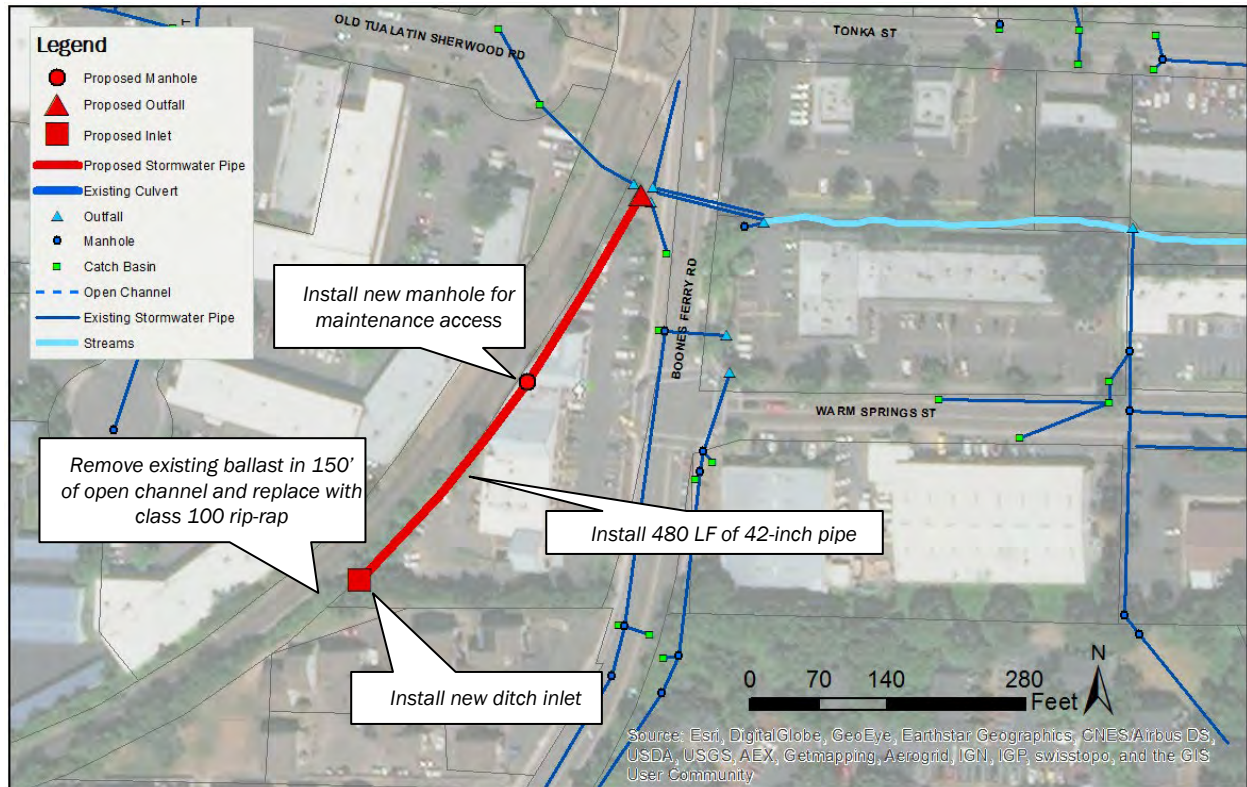 OLD TUALATIN SHERWOOD RD
TONKA ST
Legend
Proposed Manhole
Proposed Outfall
Proposed Inlet
Proposed Stormwater Pipe
Existing Culvert
Outfall
Manhole
Catch Basin
Open Channel
Existing Stormwater Pipe
Streams
T
Install new manhole for
maintenance access
BOONES FERRY RD
WARM SPRINGS ST
Remove existing ballast in 150'
of open channel and replace with
class 100 rip-rap
Install 480 LF of 42-inch pipe
Install new ditch inlet
N
0 70 140 280
Feet
Source: Esri, DigitalGlobe, GeoEye, Earthstar Geographics, CNES/Airbus DS,
USDA, USGS, AEX, Getmapping, Aerogrid, IGN, IGP, swisstopo, and the GIS
User Community